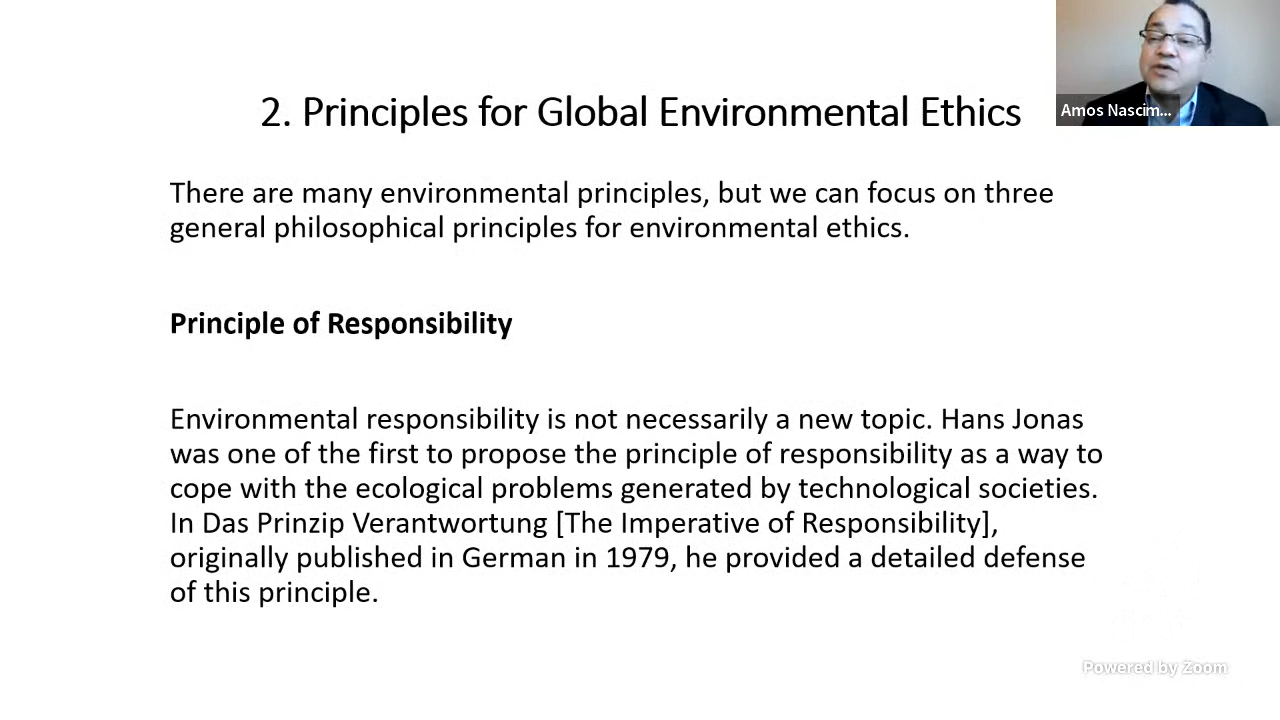 2. Principles for Global Environmental Ethics
Amos Nascim...
There are many environmental principles, but we can focus on three
general philosophical principles for environmental ethics.
Principle of Responsibility
Environmental responsibility is not necessarily a new topic. Hans Jonas
was one of the first to propose the principle of responsibility as a way to
cope with the ecological problems generated by technological societies.
In Das Prinzip Verantwortung [The Imperative of Responsibility],
originally published in German in 1979, he provided a detailed defense
of this principle.
Powered by Zoom